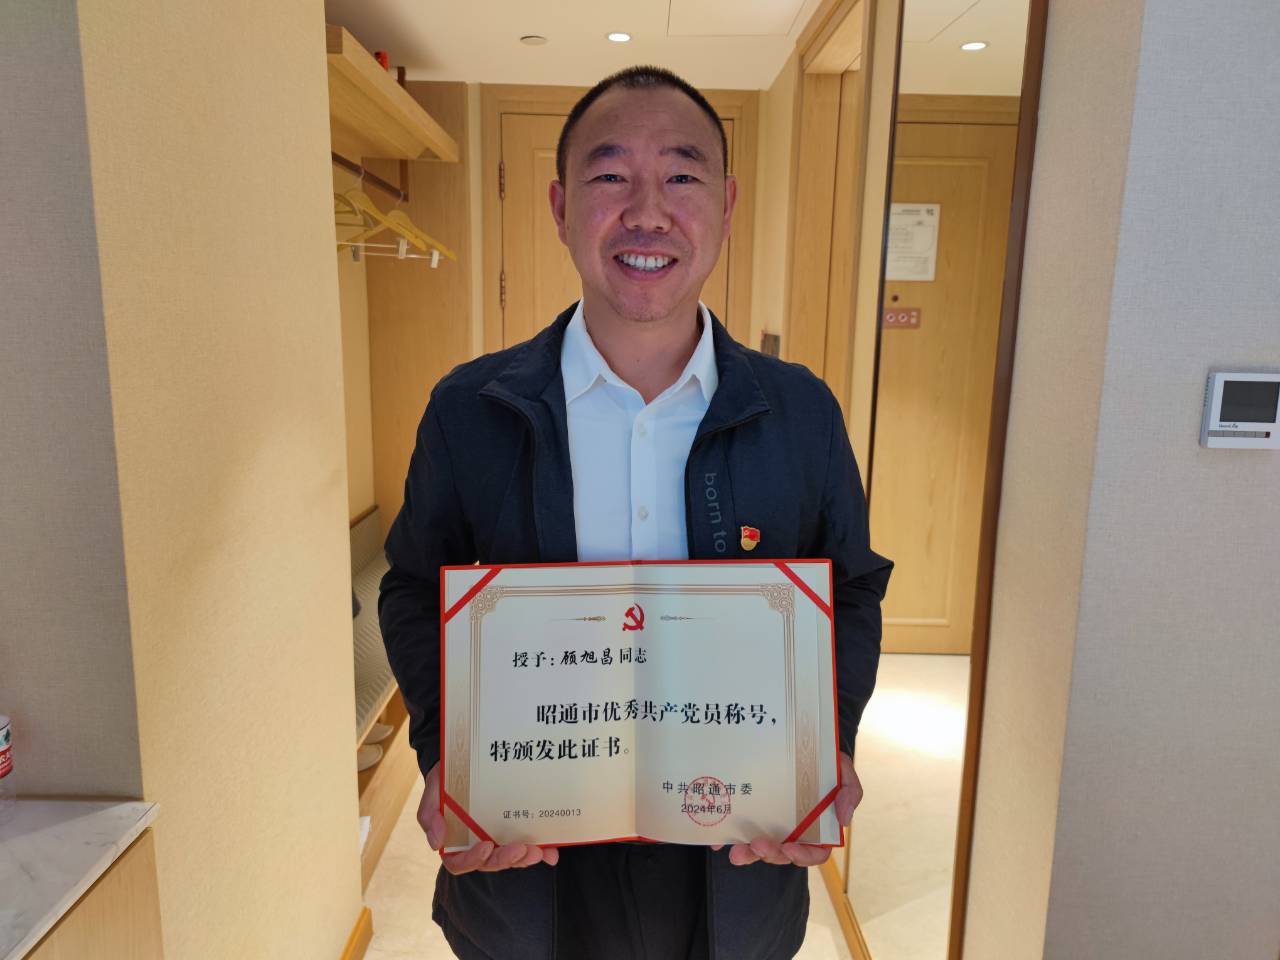 born to
授予：顾旭昌同志
昭通市优秀共产党员称号，
特颁发此证书。
中共昭通市委
2024年6月
证书号：20240013